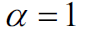 α = 1